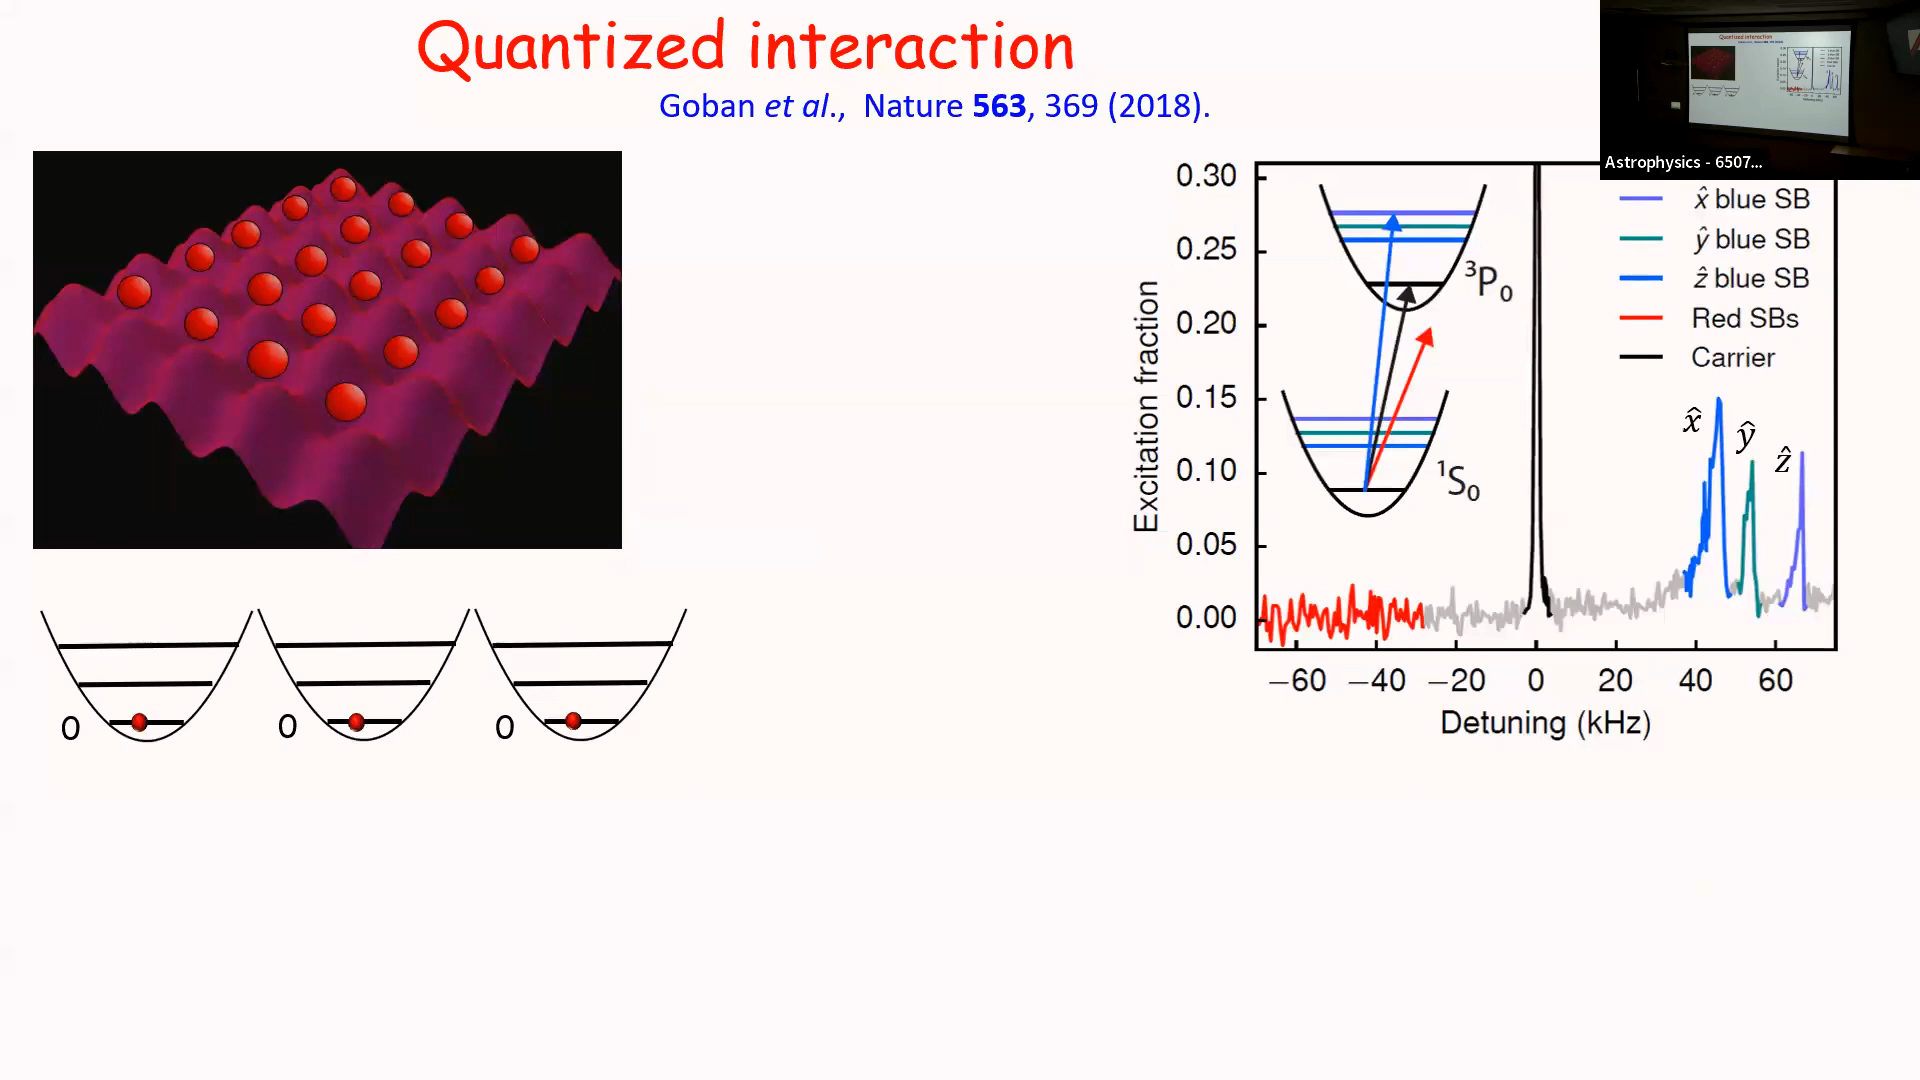 Quantized interaction
Goban et al., Nature 563, 369 (2018).
Astrophysics - 6507...
0.30
0.25
0.20
0.15
0.10
0.05
0.00
Excitation fraction
³P₀
¹S₀
x̂ blue SB
ŷ blue SB
ẑ blue SB
Red SBs
Carrier
x̂
ŷ
ẑ
−60 −40 −20 0 20 40 60
Detuning (kHz)
0 0 0